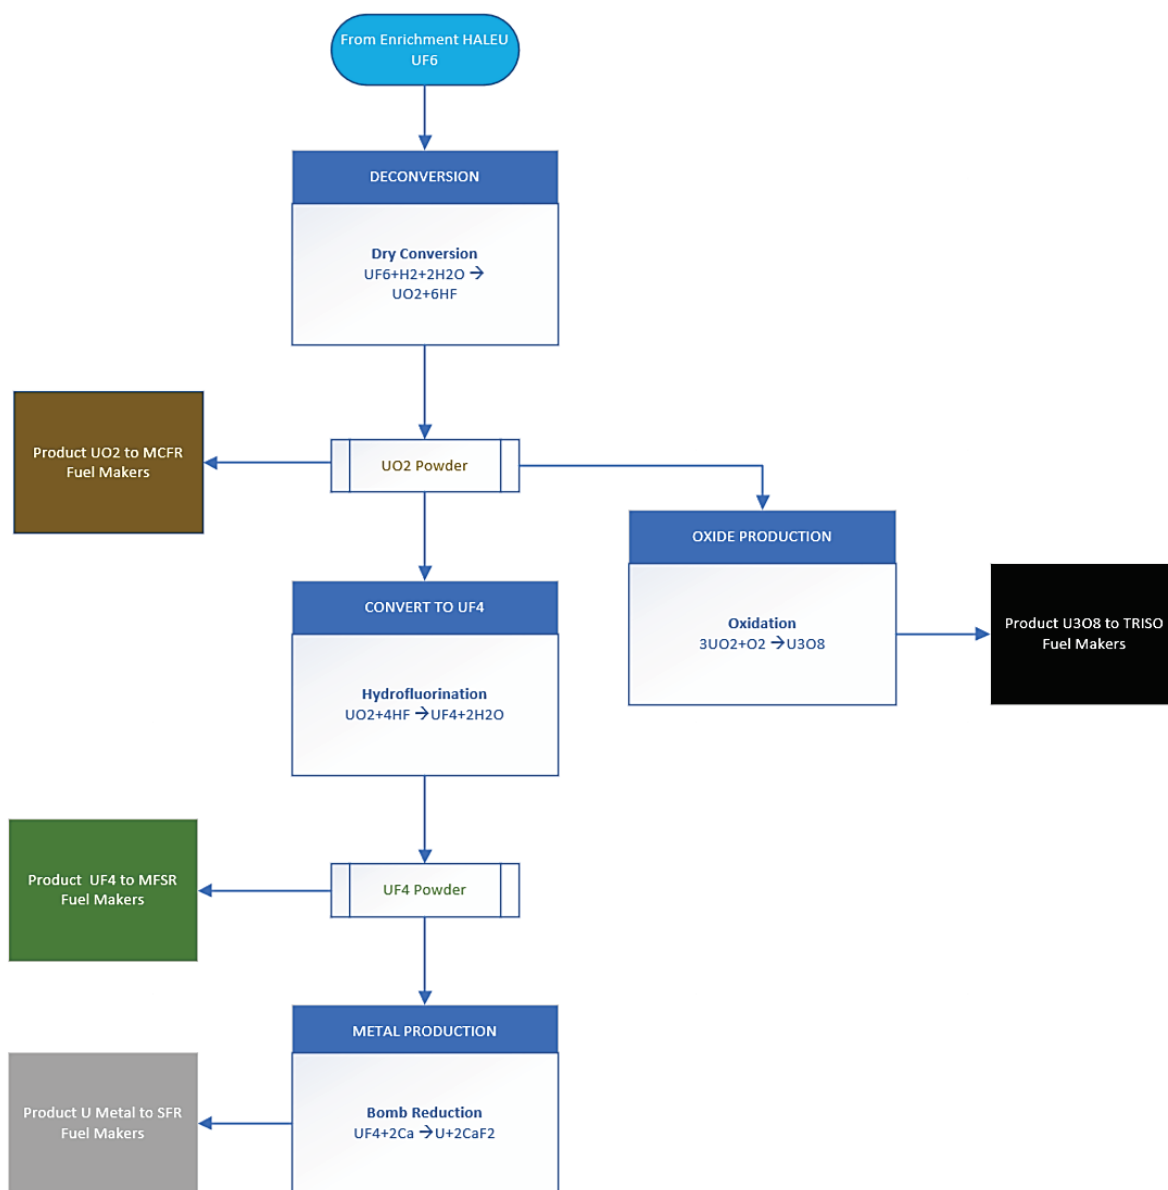 From Enrichment HALEU
UF6
DECONVERSION
Dry Conversion
UF6+H2+2H2O →
UO2+6HF
Product UO2 to MCFR
Fuel Makers
UO2 Powder
OXIDE PRODUCTION
Oxidation
3UO2+O2 →U3O8
Product U3O8 to TRISO
Fuel Makers
CONVERT TO UF4
Hydrofluorination
UO2+4HF →UF4+2H2O
Product UF4 to MFSR
Fuel Makers
UF4 Powder
METAL PRODUCTION
Bomb Reduction
UF4+2Ca →U+2CaF2
Product U Metal to SFR
Fuel Makers